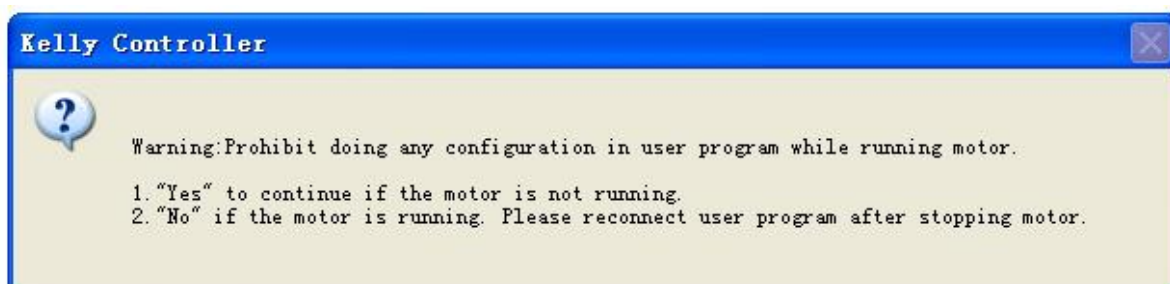 Kelly Controller
Warning:Prohibit doing any configuration in user program while running motor.
1."Yes" to continue if the motor is not running.
2."No" if the motor is running. Please reconnect user program after stopping motor.